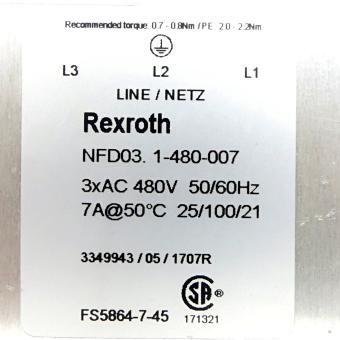 Recommended torque: 0.7 - 0.8Nm / PE 2.0 - 2.2Nm
L3 L2 L1
LINE / NETZ
Rexroth
NFD03. 1-480-007
3xAC 480V 50/60Hz
7A@50°C 25/100/21
3349943 / 05 / 1707R
SA ®
FS5864-7-45 171321